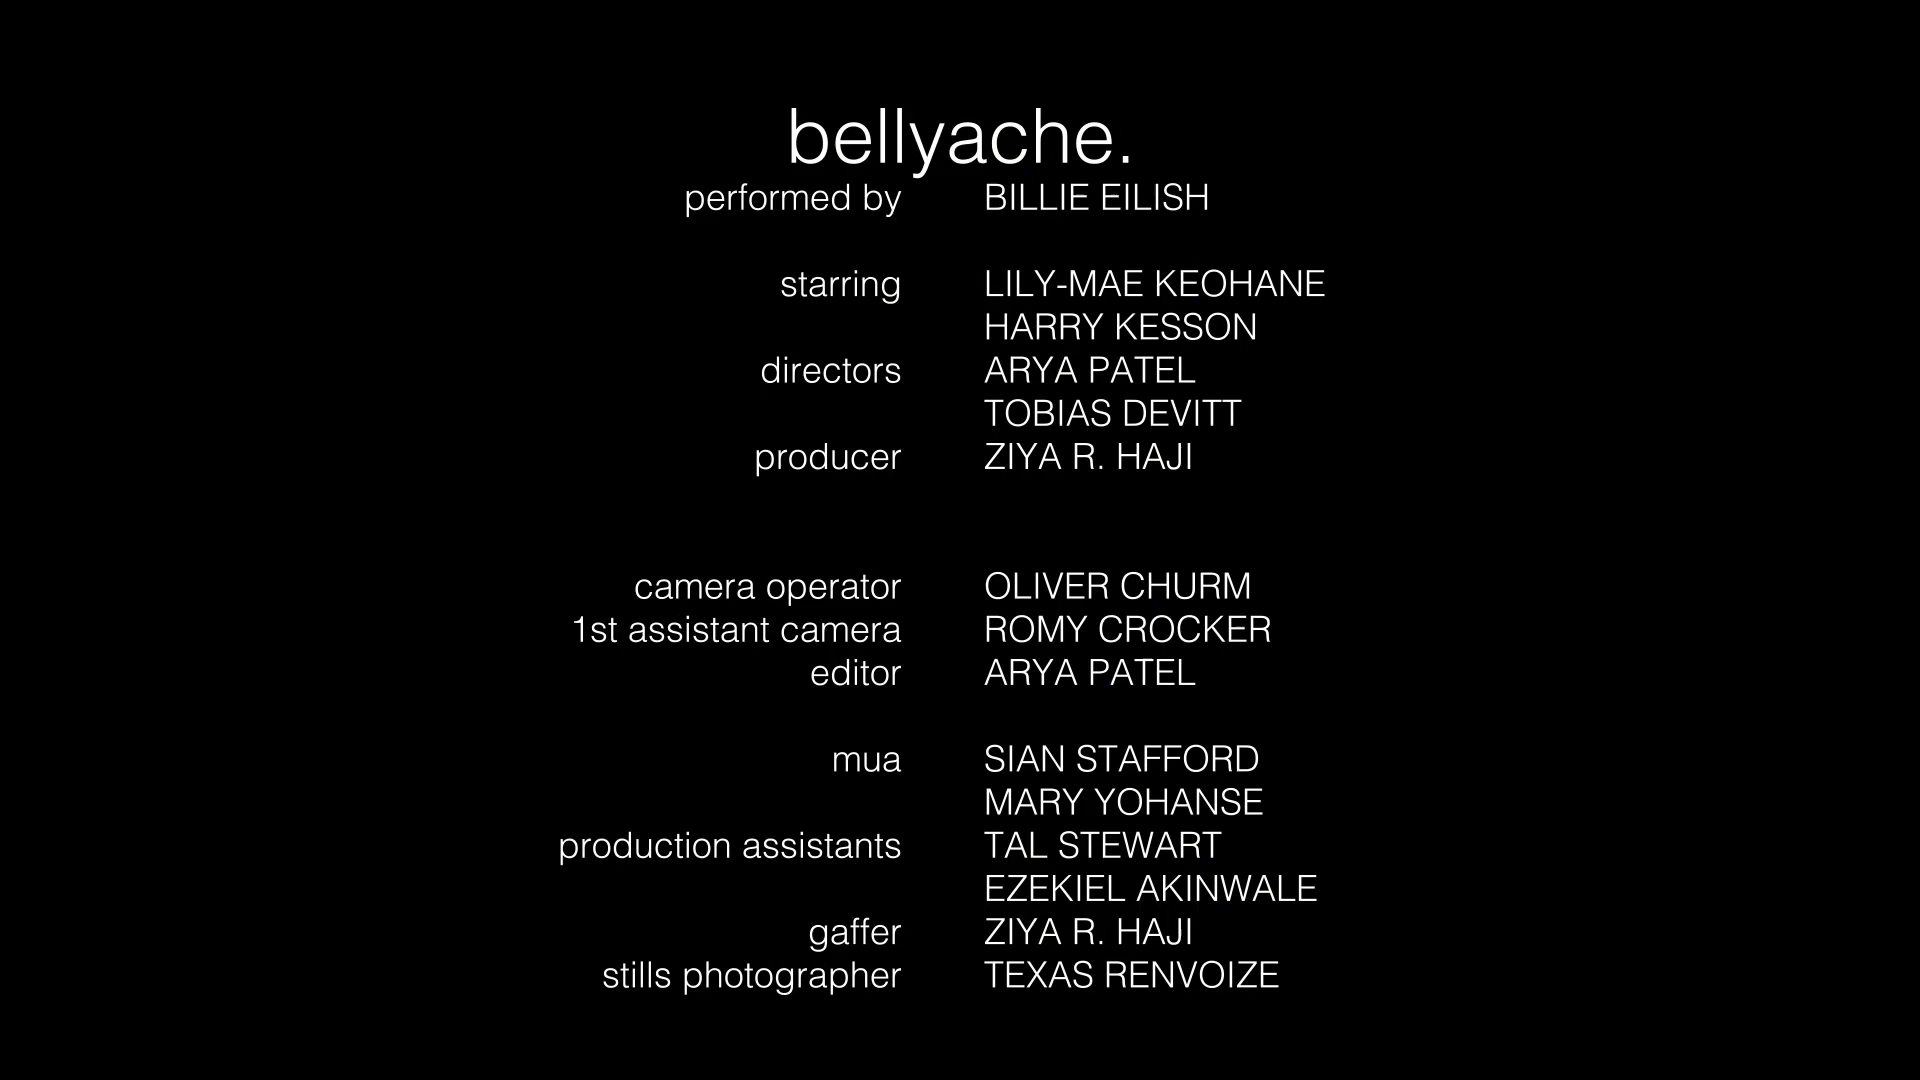 bellyache.
performed by BILLIE EILISH
starring LILY-MAE KEOHANE
HARRY KESSON
directors ARYA PATEL
TOBIAS DEVITT
producer ZIYA R. HAJI
camera operator OLIVER CHURM
1st assistant camera ROMY CROCKER
editor ARYA PATEL
mua SIAN STAFFORD
MARY YOHANSE
production assistants TAL STEWART
EZEKIEL AKINWALE
gaffer ZIYA R. HAJI
stills photographer TEXAS RENVOIZE